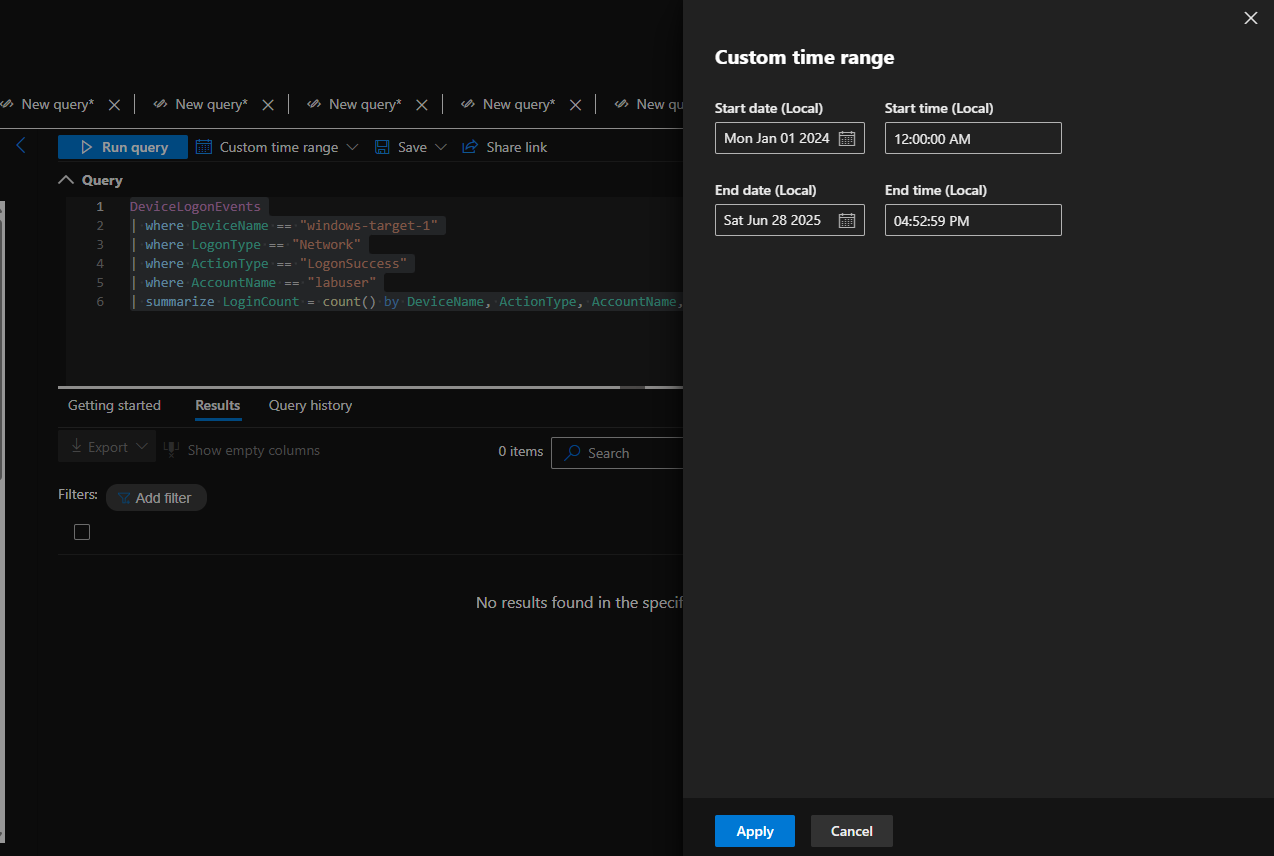 New query*
New query*
New query*
New query*
New qu
Run query
Custom time range
Save
Share link
Query
1 DeviceLogonEvents
2 | where DeviceName == "windows-target-1"
3 | where LogonType == "Network"
4 | where ActionType == "LogonSuccess"
5 | where AccountName == "labuser"
6 | summarize LoginCount = count() by DeviceName, ActionType, AccountName,
Getting started
Results
Query history
Export
Show empty columns
0 items
Search
Filters:
Add filter
No results found in the specif
Custom time range
Start date (Local)
Start time (Local)
Mon Jan 01 2024
12:00:00 AM
End date (Local)
End time (Local)
Sat Jun 28 2025
04:52:59 PM
Apply
Cancel